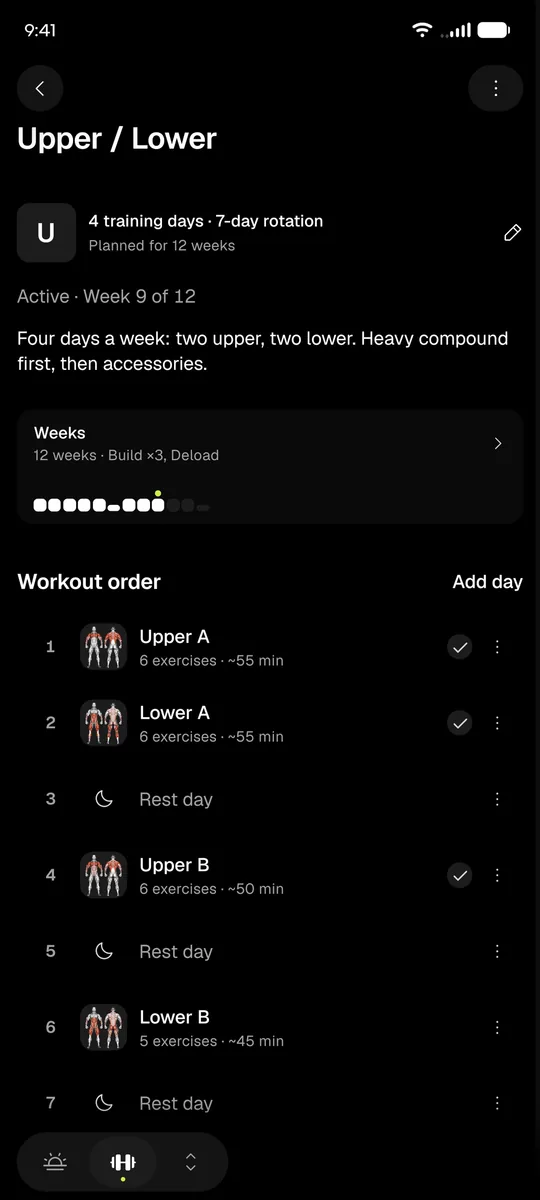 9:41
Upper / Lower
U
4 training days · 7-day rotation
Planned for 12 weeks
Active · Week 9 of 12
Four days a week: two upper, two lower. Heavy compound
first, then accessories.
Weeks
12 weeks · Build ×3, Deload
Workout order
Add day
1
Upper A
6 exercises · ~55 min
2
Lower A
6 exercises · ~55 min
3
Rest day
4
Upper B
6 exercises · ~50 min
5
Rest day
6
Lower B
5 exercises · ~45 min
7
Rest day